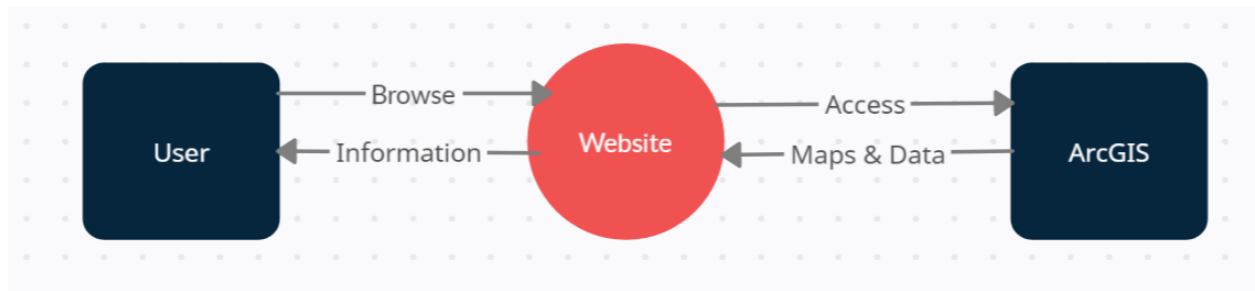 Browse
Access
User
Information
Website
Maps & Data
ArcGIS